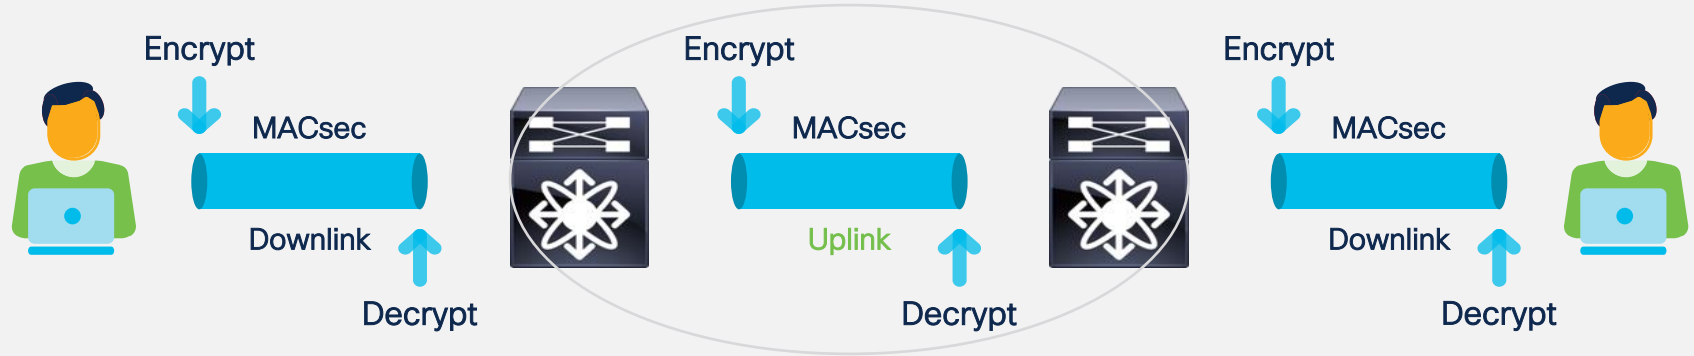 Encrypt
Encrypt
Encrypt
MACsec
MACsec
MACsec
Downlink
Uplink
Downlink
Decrypt
Decrypt
Decrypt